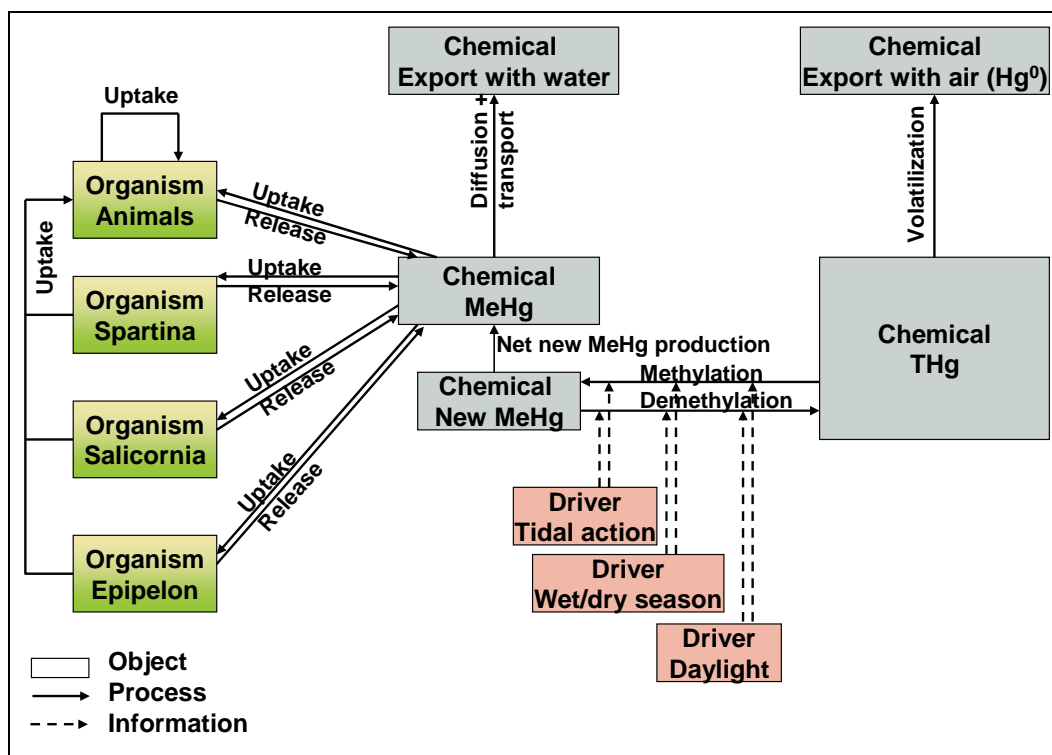 Chemical
Export with water
Chemical
Export with air (Hg⁰)
Uptake
Diffusion +
transport
Volatilization
Organism
Animals
Uptake
Release
Uptake
Chemical
MeHg
Chemical
THg
Organism
Spartina
Uptake
Release
Net new MeHg production
Methylation
Demethylation
Chemical
New MeHg
Organism
Salicornia
Uptake
Release
Organism
Epipelon
Uptake
Release
Driver
Tidal action
Driver
Wet/dry season
Driver
Daylight
Object
Process
Information